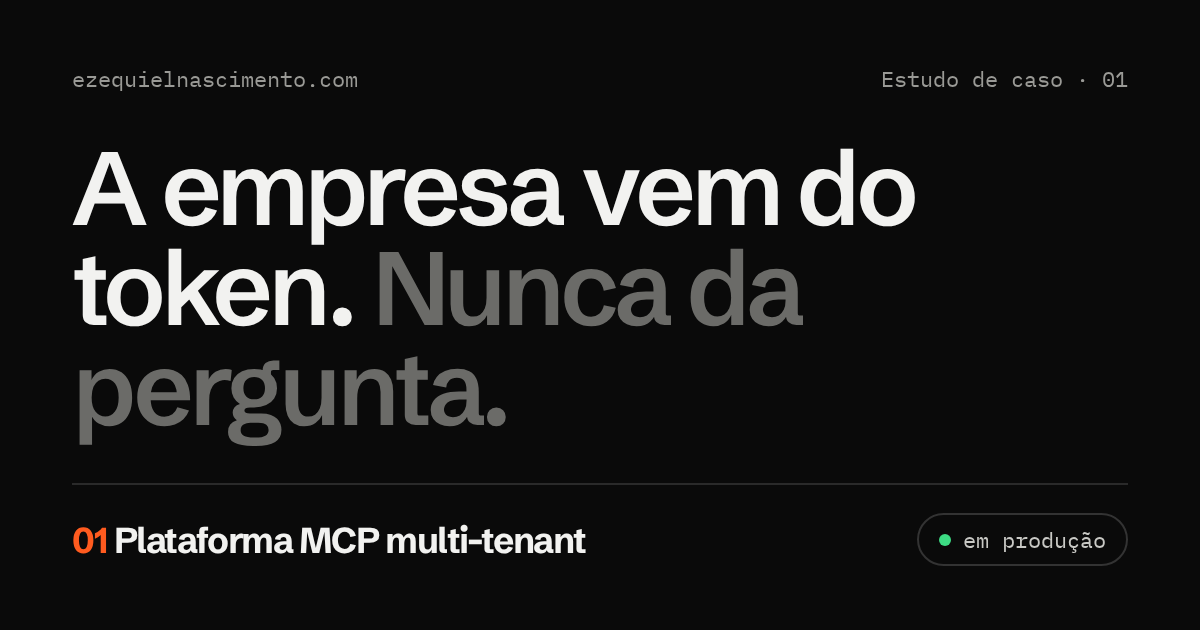 ezequielnascimento.com
Estudo de caso · 01
A empresa vem do
token. Nunca da
pergunta.
01 Plataforma MCP multi-tenant
em produção